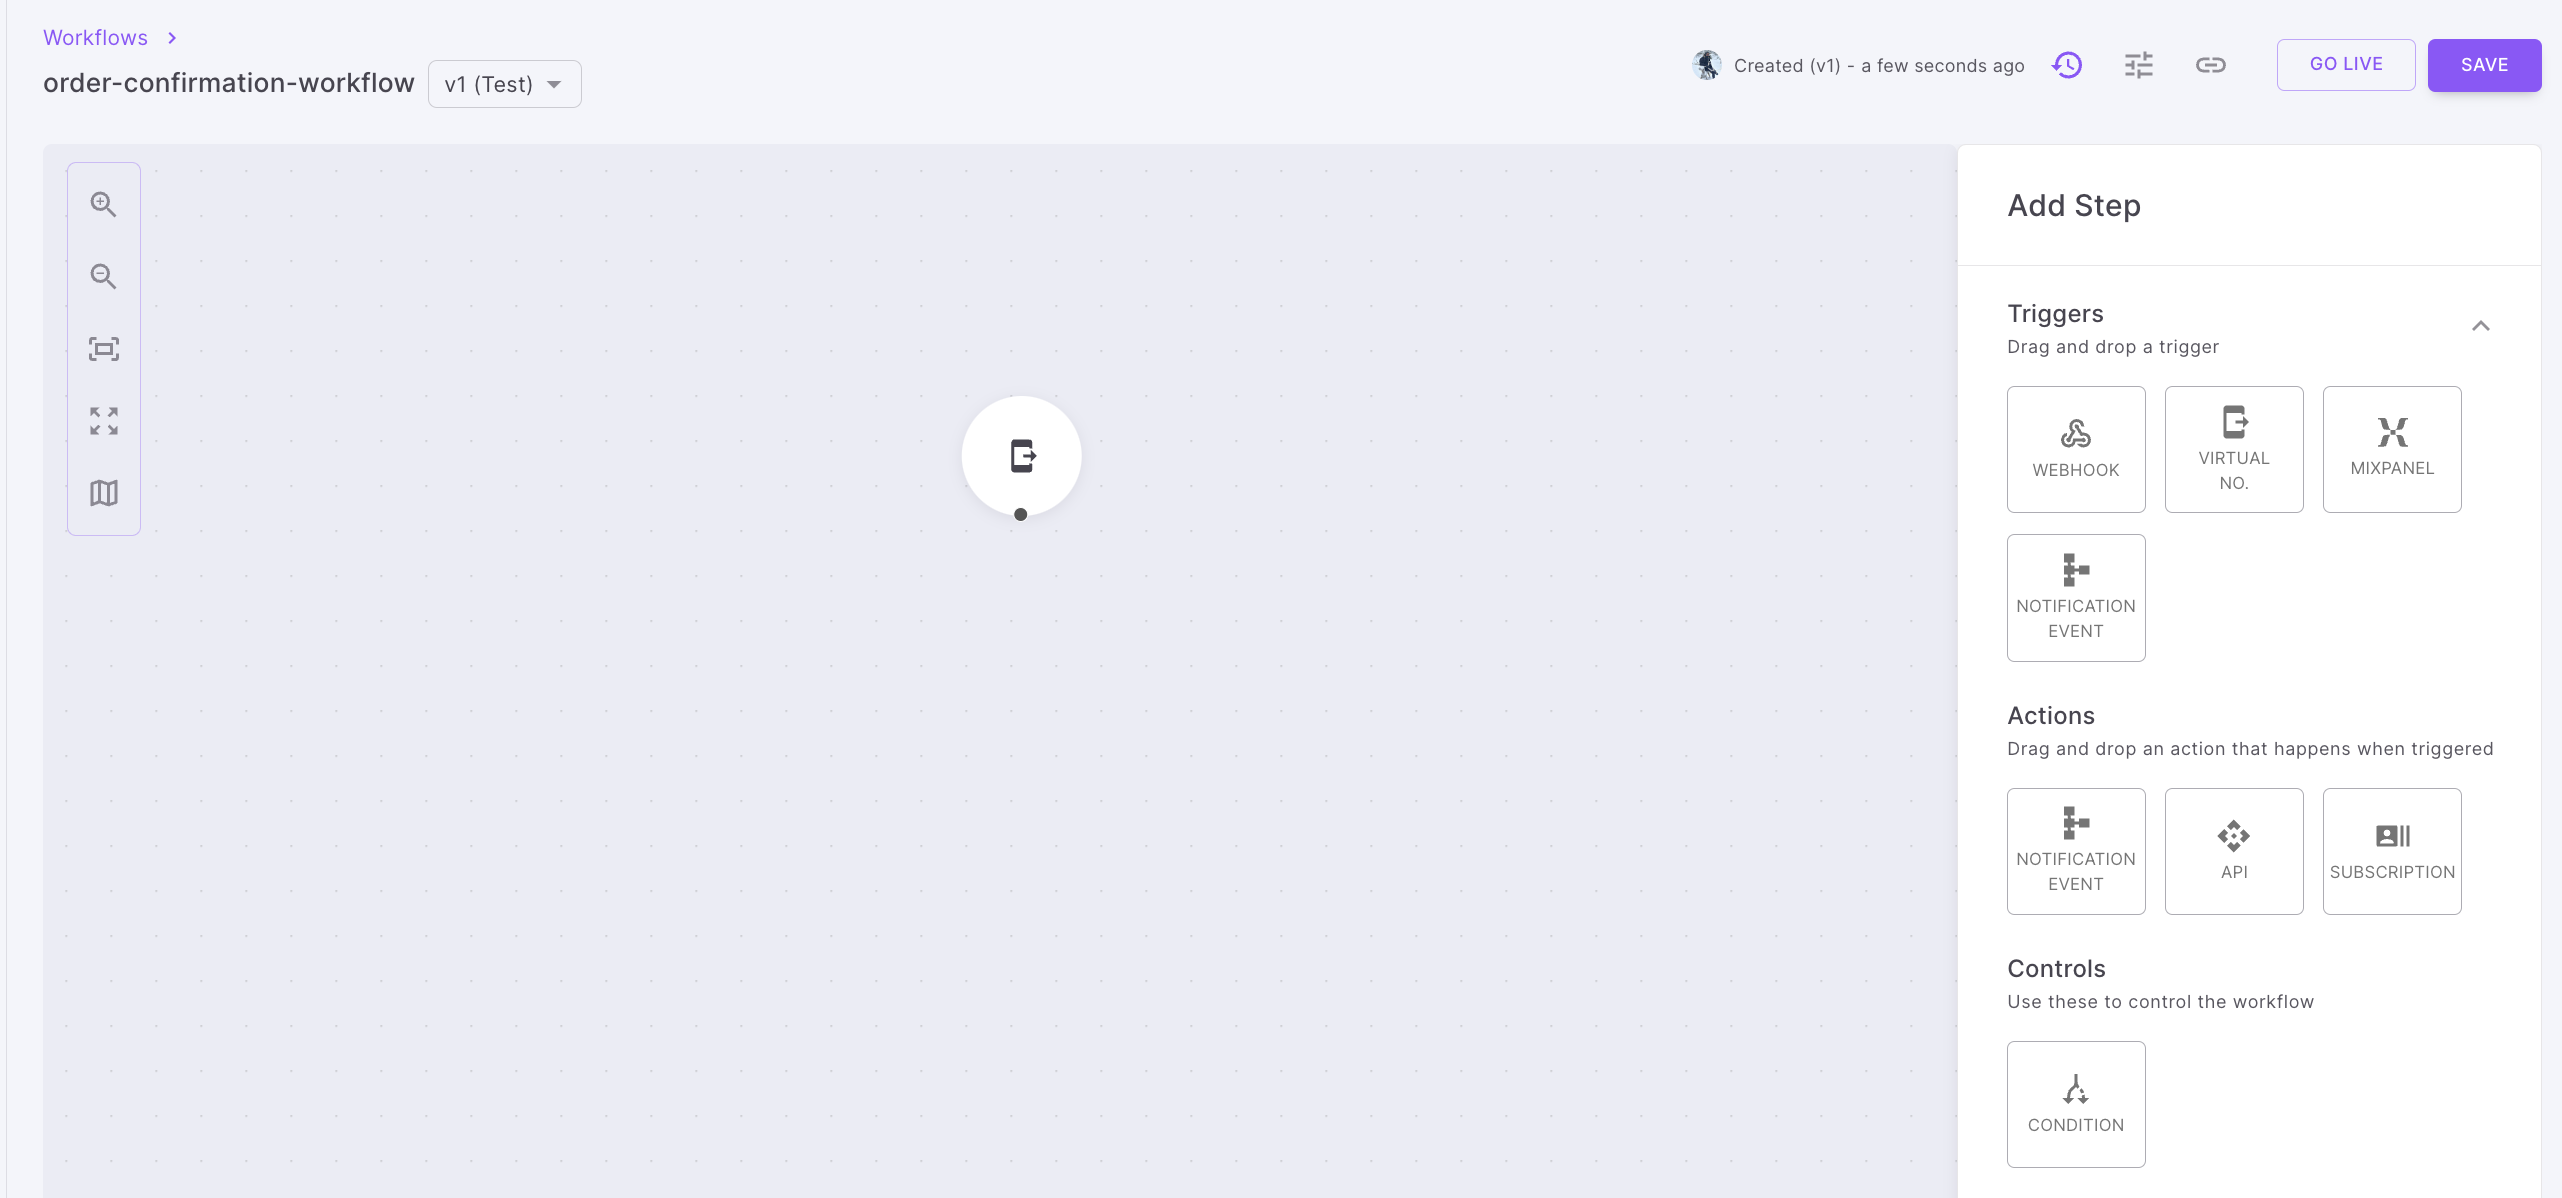 Workflows
order-confirmation-workflow
v1 (Test)
Created (v1) - a few seconds ago
GO LIVE
SAVE
Add Step
Triggers
Drag and drop a trigger
WEBHOOK
VIRTUAL
NO.
MIXPANEL
NOTIFICATION
EVENT
Actions
Drag and drop an action that happens when triggered
NOTIFICATION
EVENT
API
SUBSCRIPTION
Controls
Use these to control the workflow
CONDITION